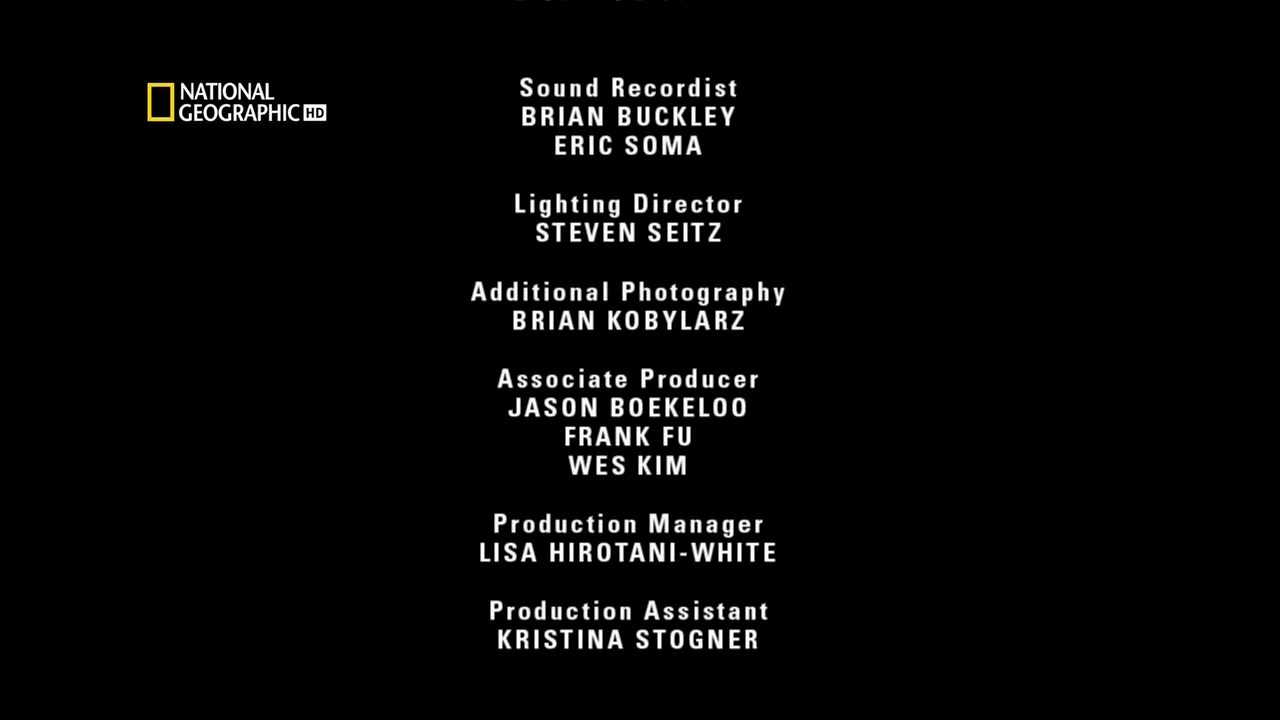 NATIONAL
GEOGRAPHIC HD
Sound Recordist
BRIAN BUCKLEY
ERIC SOMA
Lighting Director
STEVEN SEITZ
Additional Photography
BRIAN KOBYLARZ
Associate Producer
JASON BOEKELOO
FRANK FU
WES KIM
Production Manager
LISA HIROTANI-WHITE
Production Assistant
KRISTINA STOGNER